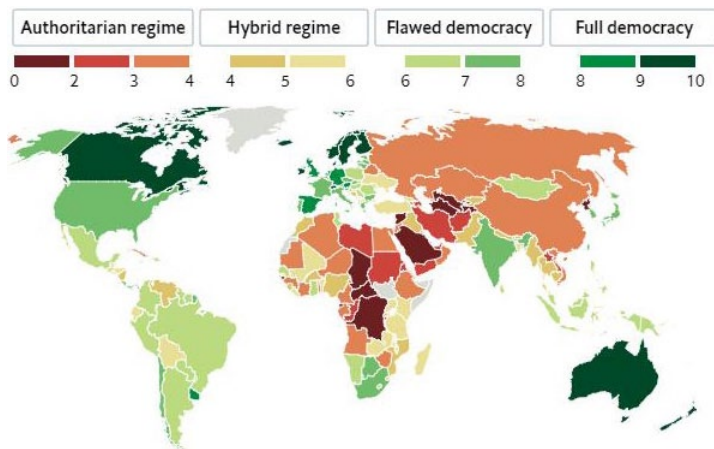 Authoritarian regime Hybrid regime Flawed democracy Full democracy
0 2 3 4 4 5 6 6 7 8 8 9 10